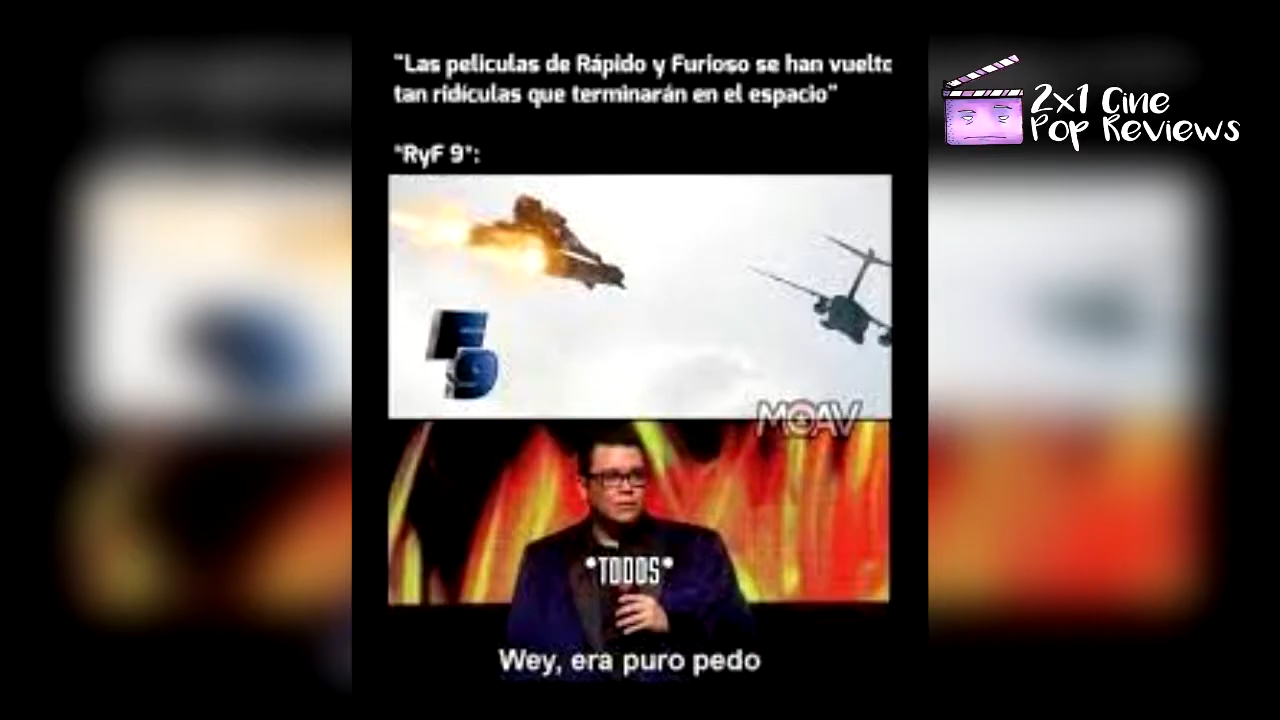 "Las peliculas de Rápido y Furioso se han vuelto
tan ridículas que terminarán en el espacio"
*RyF 9*:
2x1 Cine
Pop Reviews
F9
MOAV
*TODOS*
Wey, era puro pedo